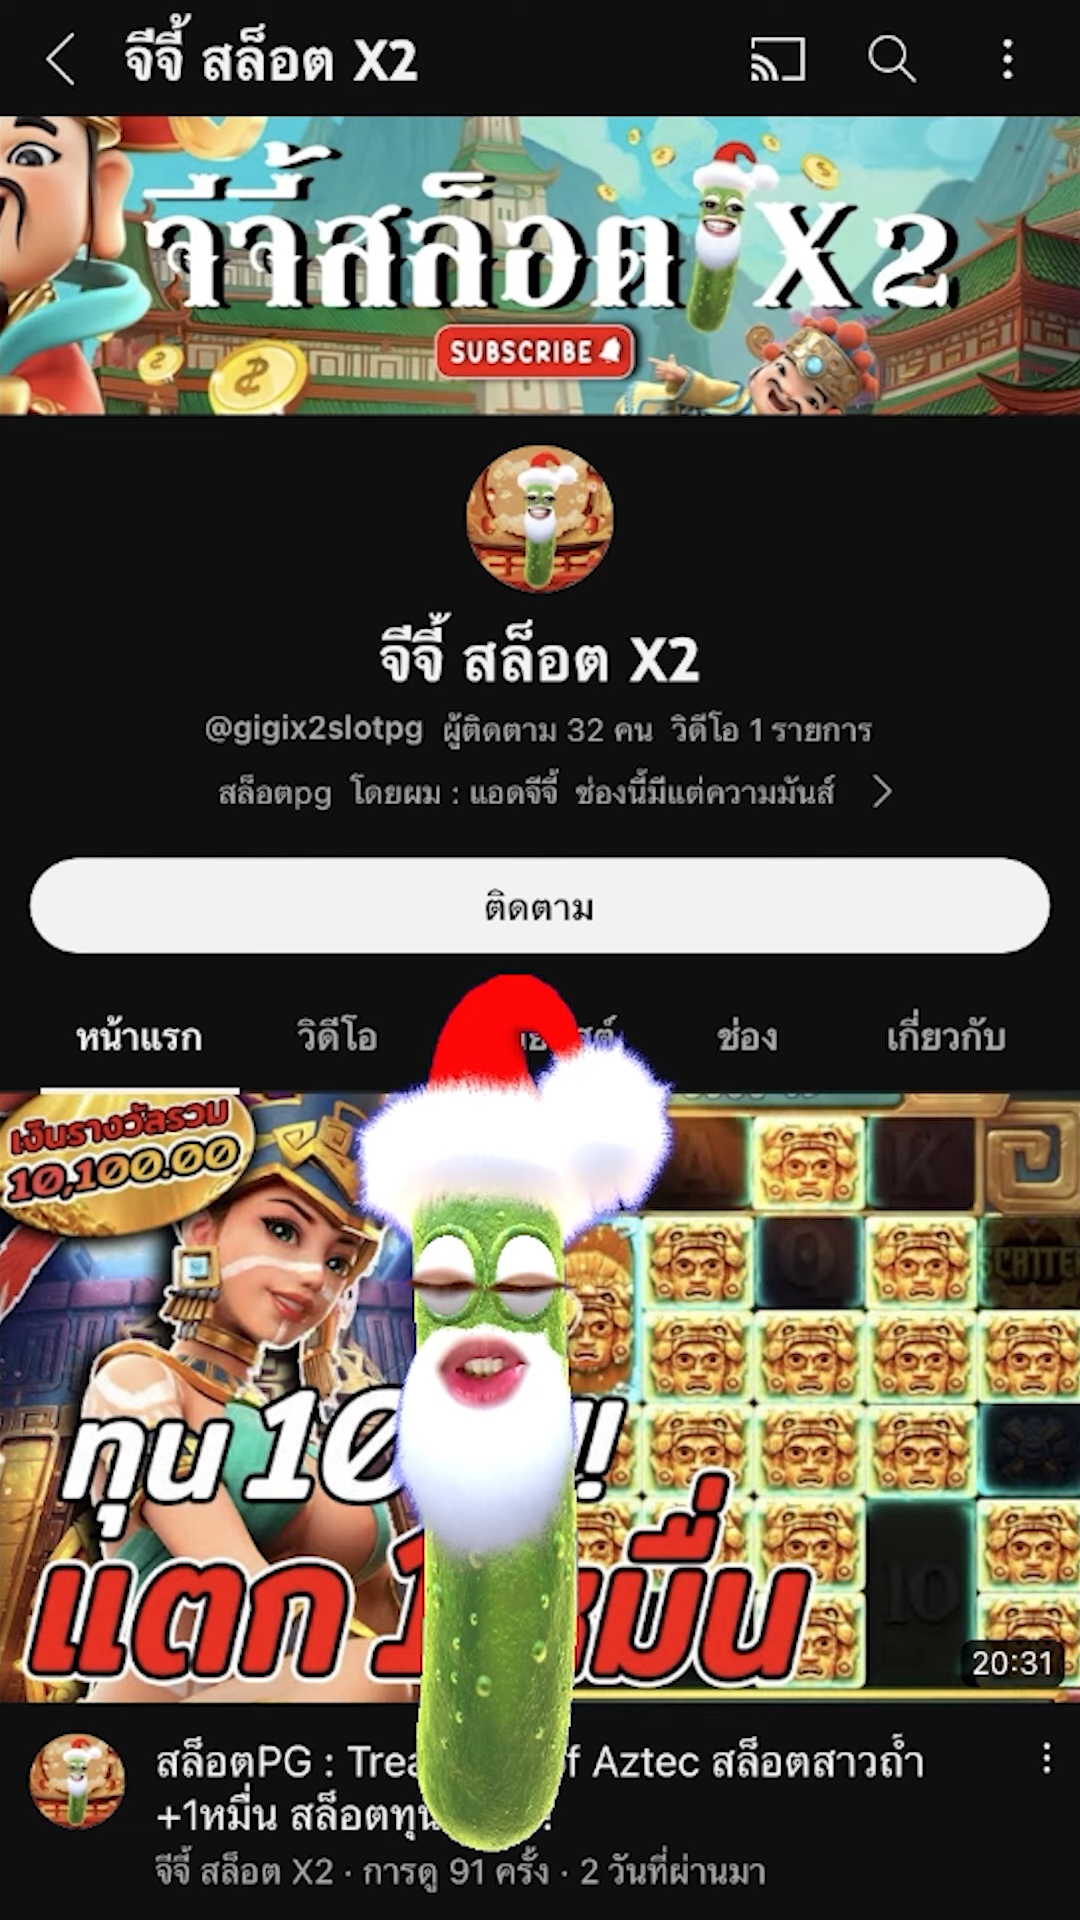 จีจี้ สล็อต X2
จีจี้สล็อต X2
SUBSCRIBE
จีจี้ สล็อต X2
@gigix2slotpg ผู้ติดตาม 32 คน วิดีโอ 1 รายการ
สล็อตpg โดยผม : แอดจีจี้ ช่องนี้มีแต่ความมันส์
ติดตาม
หน้าแรก วิดีโอ ช่อง เกี่ยวกับ
เงินรางวัลรวม
10,100.00
A K
Q SCATTE
ทุน 10 !!
แตก 1 หมื่น
10
20:31
สล็อตPG : Trea f Aztec สล็อตสาวถ้ำ
+1หมื่น สล็อตทุน !
จีจี้ สล็อต X2 · การดู 91 ครั้ง · 2 วันที่ผ่านมา